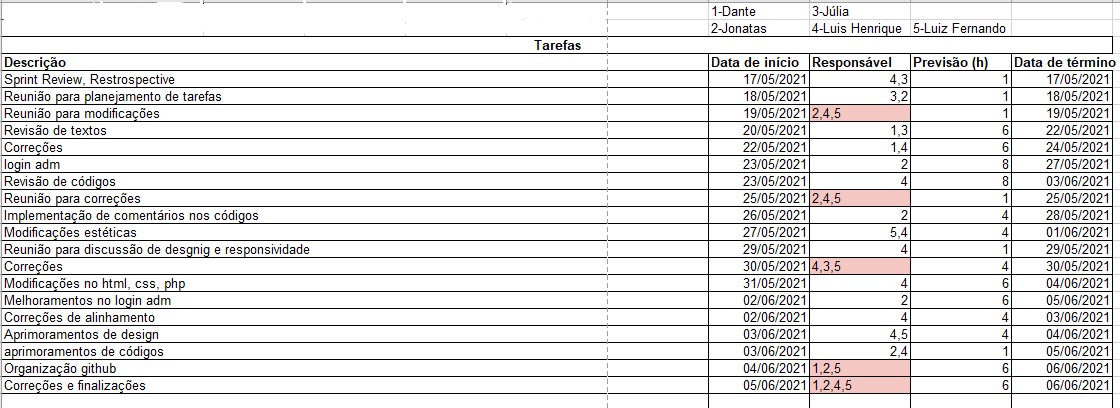 1-Dante 3-Júlia
2-Jonatas 4-Luis Henrique 5-Luiz Fernando
Tarefas
Descrição Data de início Responsável Previsão (h) Data de término
Sprint Review, Restrospective 17/05/2021 4,3 1 17/05/2021
Reunião para planejamento de tarefas 18/05/2021 3,2 1 18/05/2021
Reunião para modificações 19/05/2021 2,4,5 1 19/05/2021
Revisão de textos 20/05/2021 1,3 6 22/05/2021
Correções 22/05/2021 1,4 6 24/05/2021
login adm 23/05/2021 2 8 27/05/2021
Revisão de códigos 23/05/2021 4 8 03/06/2021
Reunião para correções 25/05/2021 2,4,5 1 25/05/2021
Implementação de comentários nos códigos 26/05/2021 2 4 28/05/2021
Modificações estéticas 27/05/2021 5,4 4 01/06/2021
Reunião para discussão de desgnig e responsividade 29/05/2021 4 1 29/05/2021
Correções 30/05/2021 4,3,5 4 30/05/2021
Modificações no html, css, php 31/05/2021 4 6 04/06/2021
Melhoramentos no login adm 02/06/2021 2 6 05/06/2021
Correções de alinhamento 02/06/2021 4 4 03/06/2021
Aprimoramentos de design 03/06/2021 4,5 4 04/06/2021
aprimoramentos de códigos 03/06/2021 2,4 1 05/06/2021
Organização github 04/06/2021 1,2,5 6 06/06/2021
Correções e finalizações 05/06/2021 1,2,4,5 6 06/06/2021